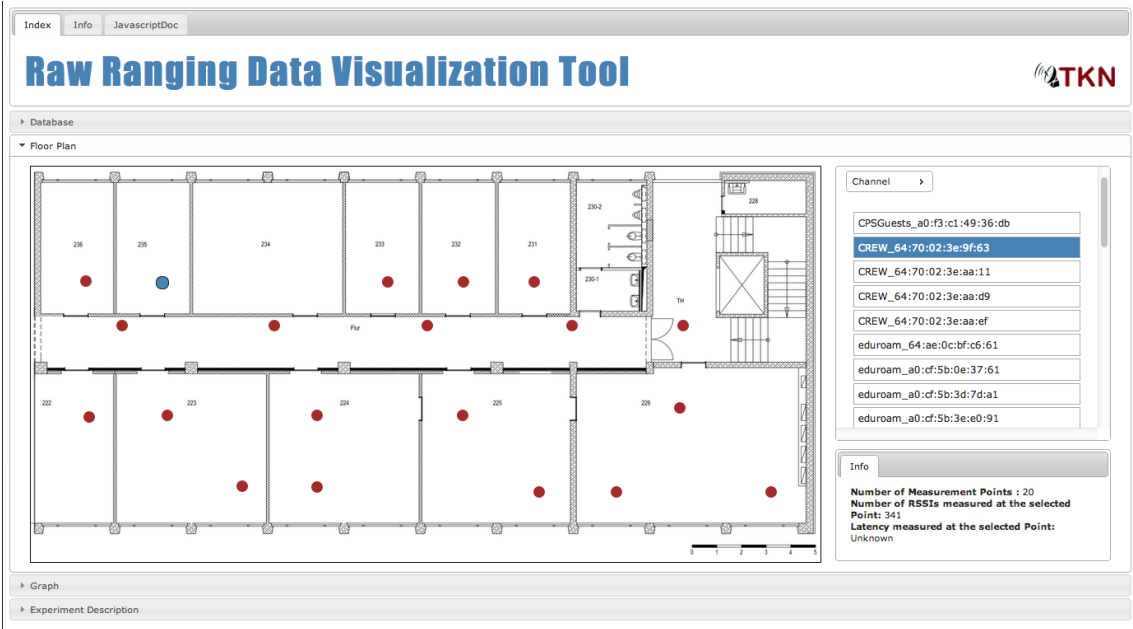 Index Info JavascriptDoc
Raw Ranging Data Visualization Tool
TKN
Database
Floor Plan
236
235
234
233
232
231
230-2
230-1
228
TH
Flur
222
223
224
225
226
0 1 2 3 4 5
Channel
CPSGuests_a0:f3:c1:49:36:db
CREW_64:70:02:3e:9f:63
CREW_64:70:02:3e:aa:11
CREW_64:70:02:3e:aa:d9
CREW_64:70:02:3e:aa:ef
eduroam_64:ae:0c:bf:c6:61
eduroam_a0:cf:5b:0e:37:61
eduroam_a0:cf:5b:3d:7d:a1
eduroam_a0:cf:5b:3e:e0:91
Info
Number of Measurement Points : 20
Number of RSSIs measured at the selected
Point: 341
Latency measured at the selected Point:
Unknown
Graph
Experiment Description